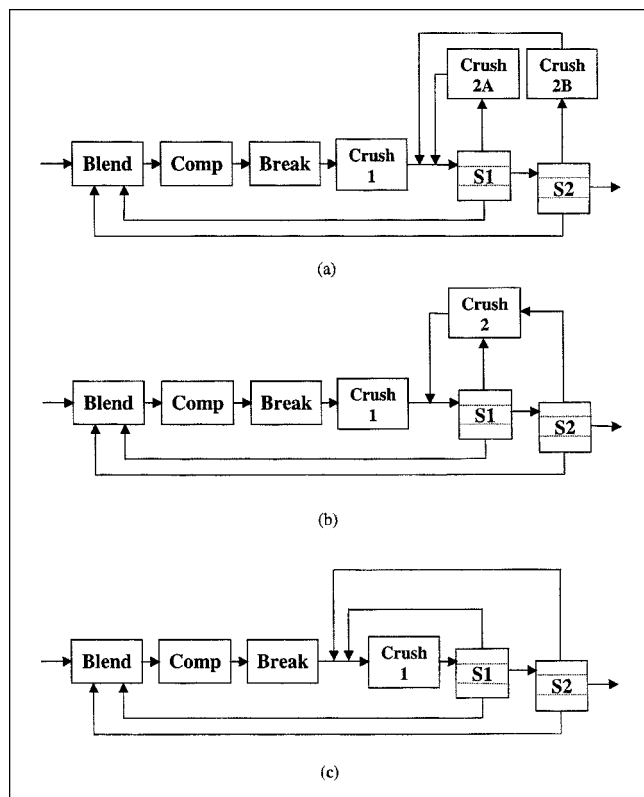 Crush
2A
Crush
2B
Blend
Comp
Break
Crush
1
S1
S2
(a)
Crush
2
Blend
Comp
Break
Crush
1
S1
S2
(b)
Blend
Comp
Break
Crush
1
S1
S2
(c)